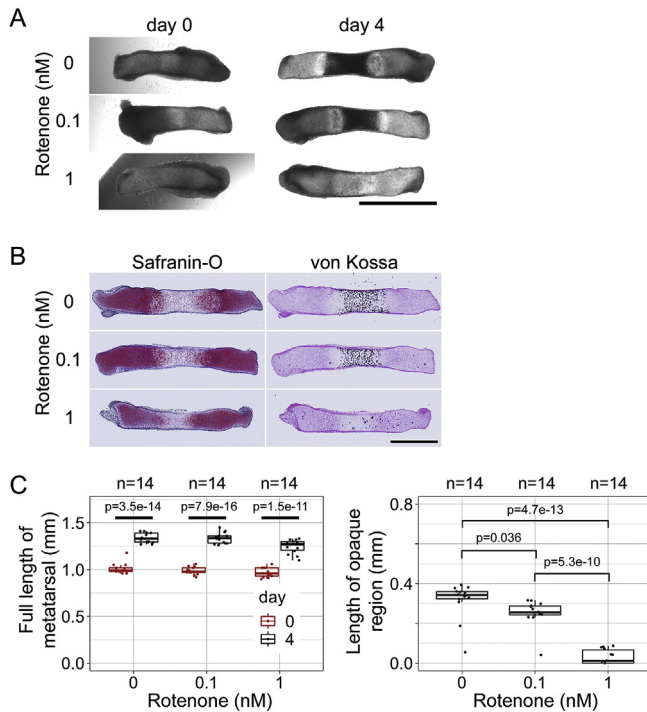 A
day 0
day 4
Rotenone (nM)
0
0.1
1
B
Safranin-O
von Kossa
Rotenone (nM)
0
0.1
1
C
n=14
n=14
n=14
p=3.5e-14
p=7.9e-16
p=1.5e-11
Full length of
metatarsal (mm)
1.5
1.0
0.5
0.0
day
0
4
0
0.1
1
Rotenone (nM)
n=14
n=14
n=14
p=4.7e-13
p=0.036
p=5.3e-10
Length of opaque
region (mm)
0.8
0.4
0.0
0
0.1
1
Rotenone (nM)